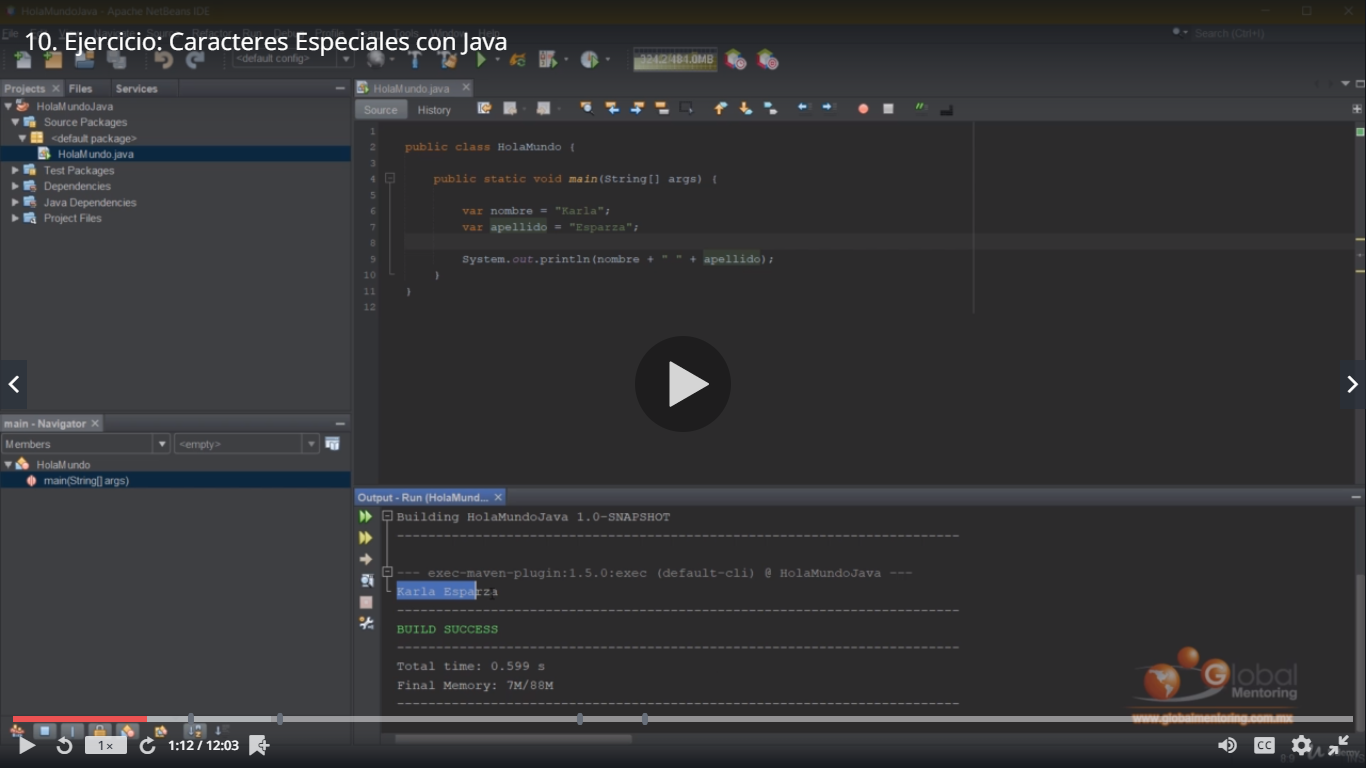 HolaMundoJava - Apache NetBeans IDE
10. Ejercicio: Caracteres Especiales con Java
Search (Ctrl+I)
<default config>
324.2/484.0MB
Projects Files Services
HolaMundoJava
Source Packages
<default package>
HolaMundo.java
Test Packages
Dependencies
Java Dependencies
Project Files
main - Navigator
Members <empty>
HolaMundo
main(String[] args)
HolaMundo.java
Source History
1
2 public class HolaMundo {
3
4 public static void main(String[] args) {
5
6 var nombre = "Karla";
7 var apellido = "Esparza";
8
9 System.out.println(nombre + " " + apellido);
10 }
11 }
12
Output - Run (HolaMund...
Building HolaMundoJava 1.0-SNAPSHOT
------------------------------------------------------------------------
--- exec-maven-plugin:1.5.0:exec (default-cli) @ HolaMundoJava ---
Karla Esparza
------------------------------------------------------------------------
BUILD SUCCESS
------------------------------------------------------------------------
Total time: 0.599 s
Final Memory: 7M/88M
------------------------------------------------------------------------
Global
Mentoring
www.globalmentoring.com.mx
1x 1:12 / 12:03 CC